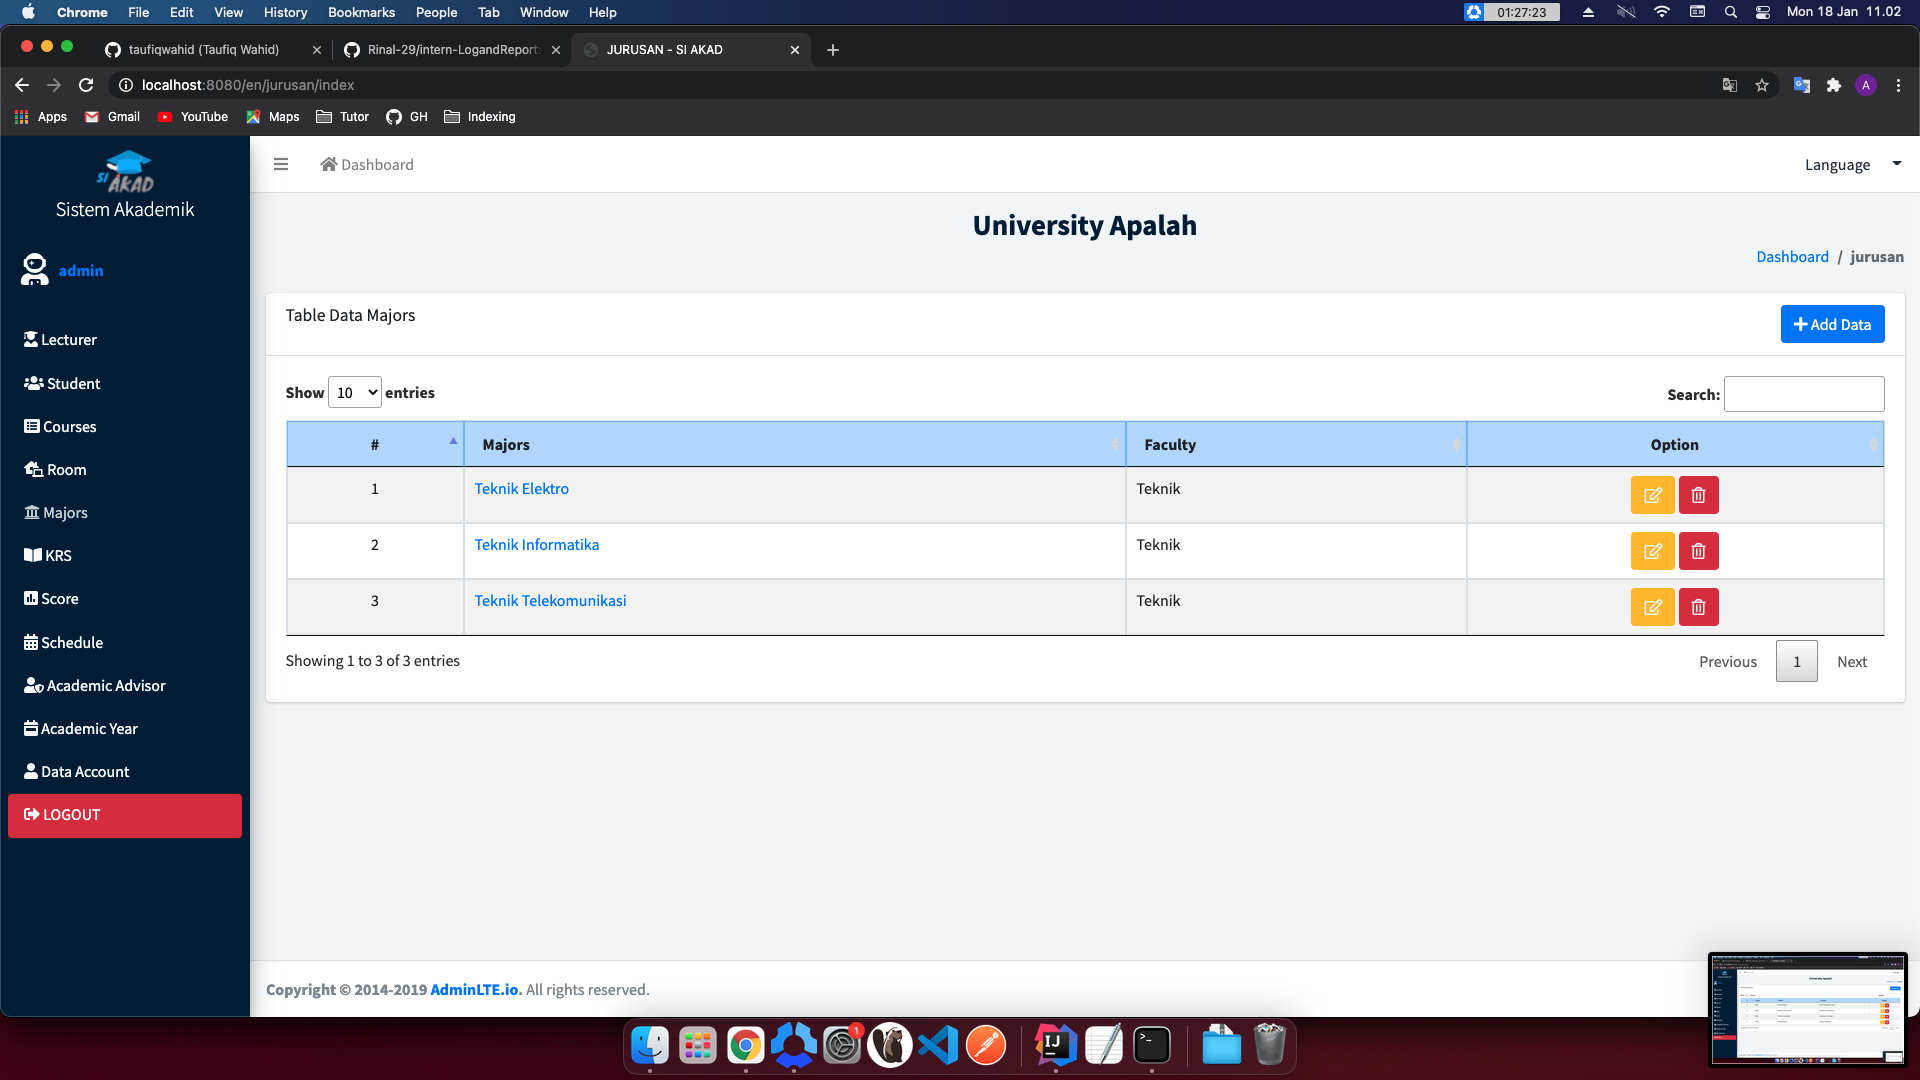 Chrome File Edit View History Bookmarks People Tab Window Help 01:27:23 Mon 18 Jan 11.02
taufiqwahid (Taufiq Wahid) Rinal-29/intern-LogandReport JURUSAN - SI AKAD
localhost:8080/en/jurusan/index A
Apps Gmail YouTube Maps Tutor GH Indexing
SI AKAD
Sistem Akademik
admin
Lecturer
Student
Courses
Room
Majors
KRS
Score
Schedule
Academic Advisor
Academic Year
Data Account
LOGOUT
Dashboard Language
University Apalah
Dashboard / jurusan
Table Data Majors Add Data
Show 10 entries Search:
# Majors Faculty Option
1 Teknik Elektro Teknik
2 Teknik Informatika Teknik
3 Teknik Telekomunikasi Teknik
Showing 1 to 3 of 3 entries Previous 1 Next
Copyright © 2014-2019 AdminLTE.io. All rights reserved.
1
IJ
>_